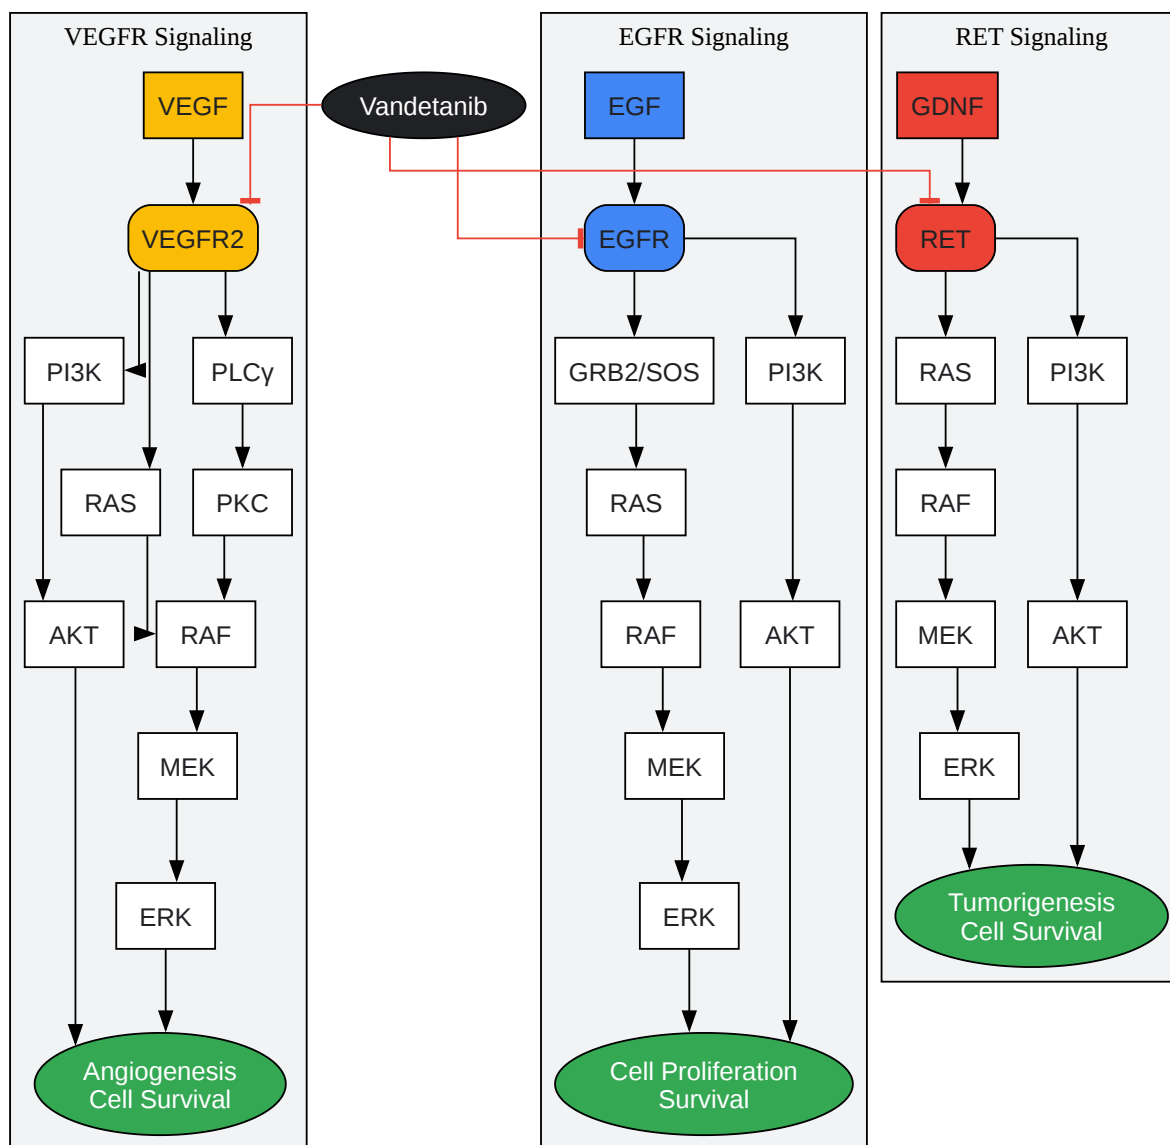 VEGFR Signaling
VEGF
VEGFR2
PI3K
PLCγ
RAS
PKC
AKT
RAF
MEK
ERK
Angiogenesis
Cell Survival
Vandetanib
EGFR Signaling
EGF
EGFR
GRB2/SOS
PI3K
RAS
RAF
AKT
MEK
ERK
Cell Proliferation
Survival
RET Signaling
GDNF
RET
RAS
PI3K
RAF
MEK
AKT
ERK
Tumorigenesis
Cell Survival